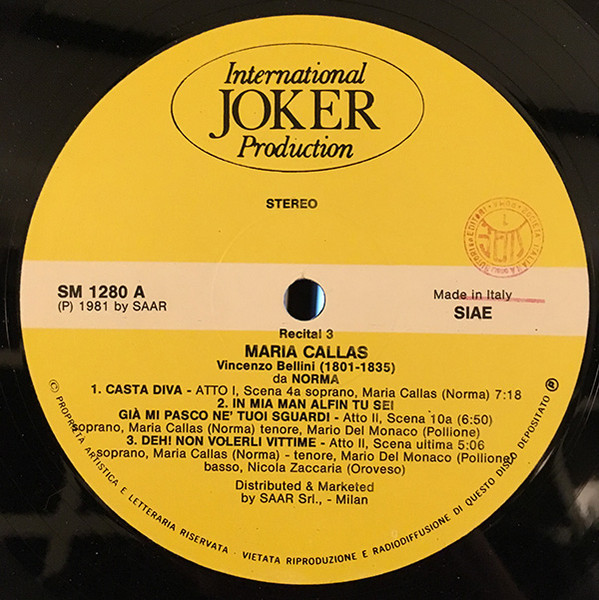 International
JOKER
Production
STEREO
SM 1280 A
(P) 1981 by SAAR
Made in Italy
SIAE
Recital 3
MARIA CALLAS
Vincenzo Bellini (1801-1835)
da NORMA
1. CASTA DIVA - ATTO I, Scena 4a soprano, Maria Callas (Norma) 7:18
2. IN MIA MAN ALFIN TU SEI
GIÀ MI PASCO NE' TUOI SGUARDI - Atto II, Scena 10a (6:50)
soprano, Maria Callas (Norma) tenore, Mario Del Monaco (Pollione)
3. DEH! NON VOLERLI VITTIME - Atto II, Scena ultima 5:06
soprano, Maria Callas (Norma) - tenore, Mario Del Monaco (Pollione)
basso, Nicola Zaccaria (Oroveso)
Distributed & Marketed
by SAAR Srl., - Milan
© PROPRIETÀ ARTISTICA E LETTERARIA RISERVATA - VIETATA RIPRODUZIONE E RADIODIFFUSIONE DI QUESTO DISCO DEPOSITATO ℗